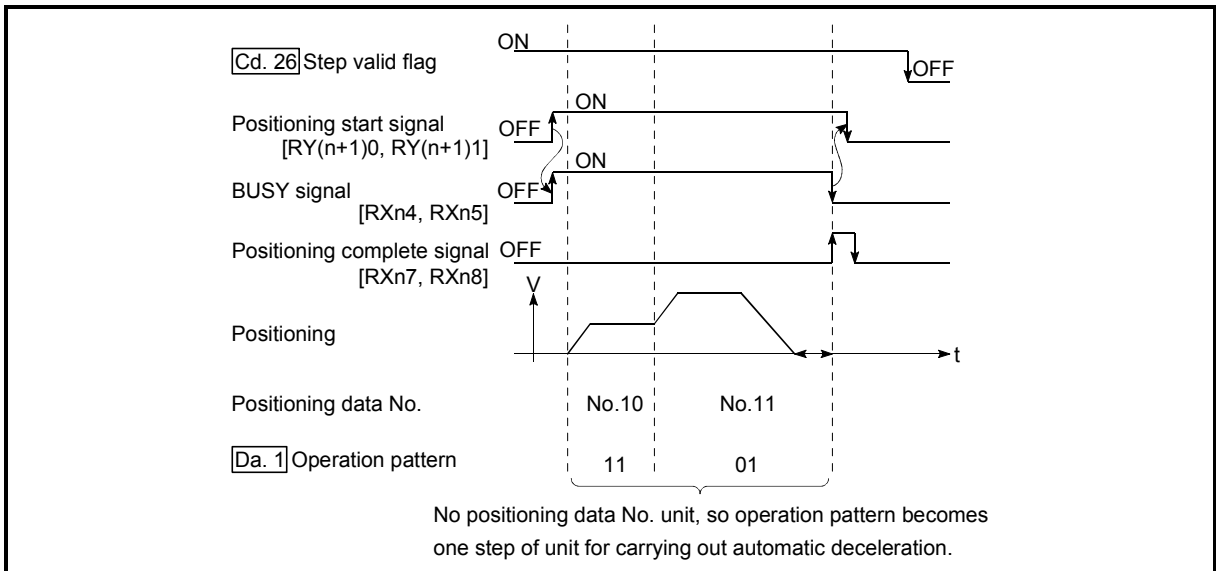 ON
Cd. 26 Step valid flag
OFF
ON
Positioning start signal
OFF
[RY(n+1)0, RY(n+1)1]
ON
BUSY signal
OFF
[RXn4, RXn5]
Positioning complete signal OFF
[RXn7, RXn8]
V
Positioning
t
Positioning data No. No.10 No.11
Da. 1 Operation pattern 11 01
No positioning data No. unit, so operation pattern becomes
one step of unit for carrying out automatic deceleration.